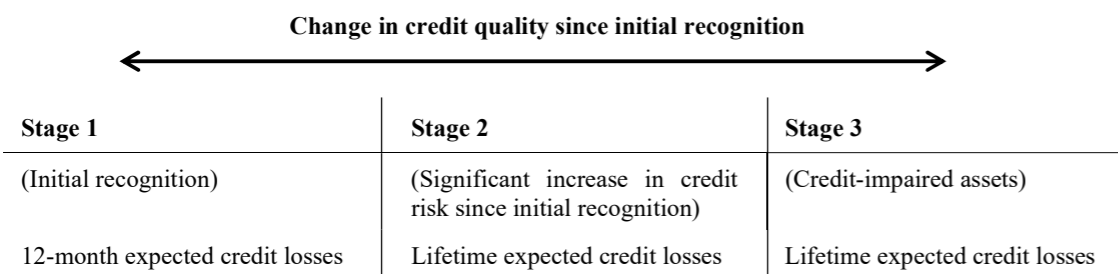 Change in credit quality since initial recognition
Stage 1
Stage 2
Stage 3
(Initial recognition)
(Significant increase in credit
risk since initial recognition)
(Credit-impaired assets)
12-month expected credit losses
Lifetime expected credit losses
Lifetime expected credit losses